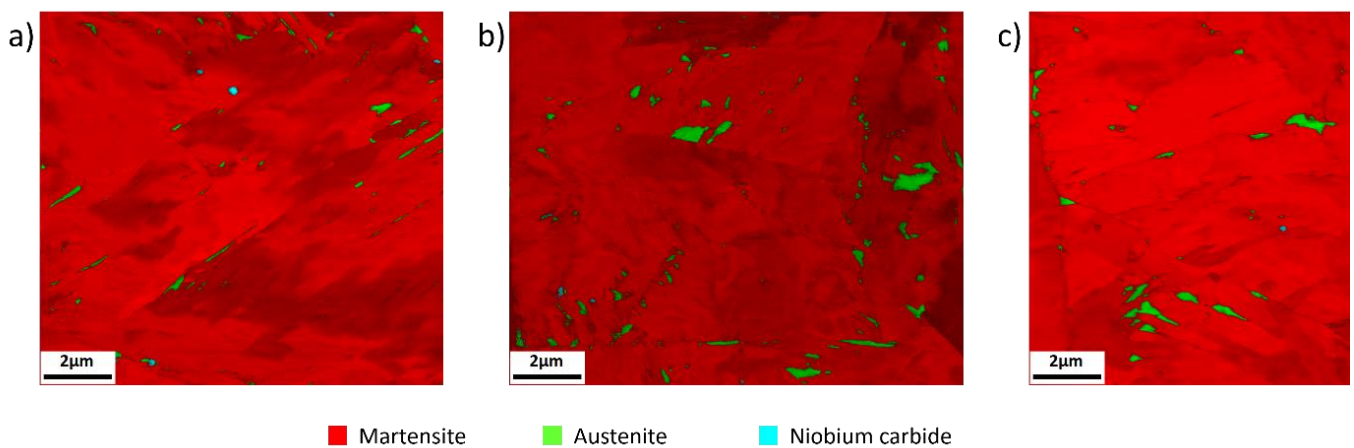 a)
b)
c)
2µm
2µm
2µm
Martensite
Austenite
Niobium carbide